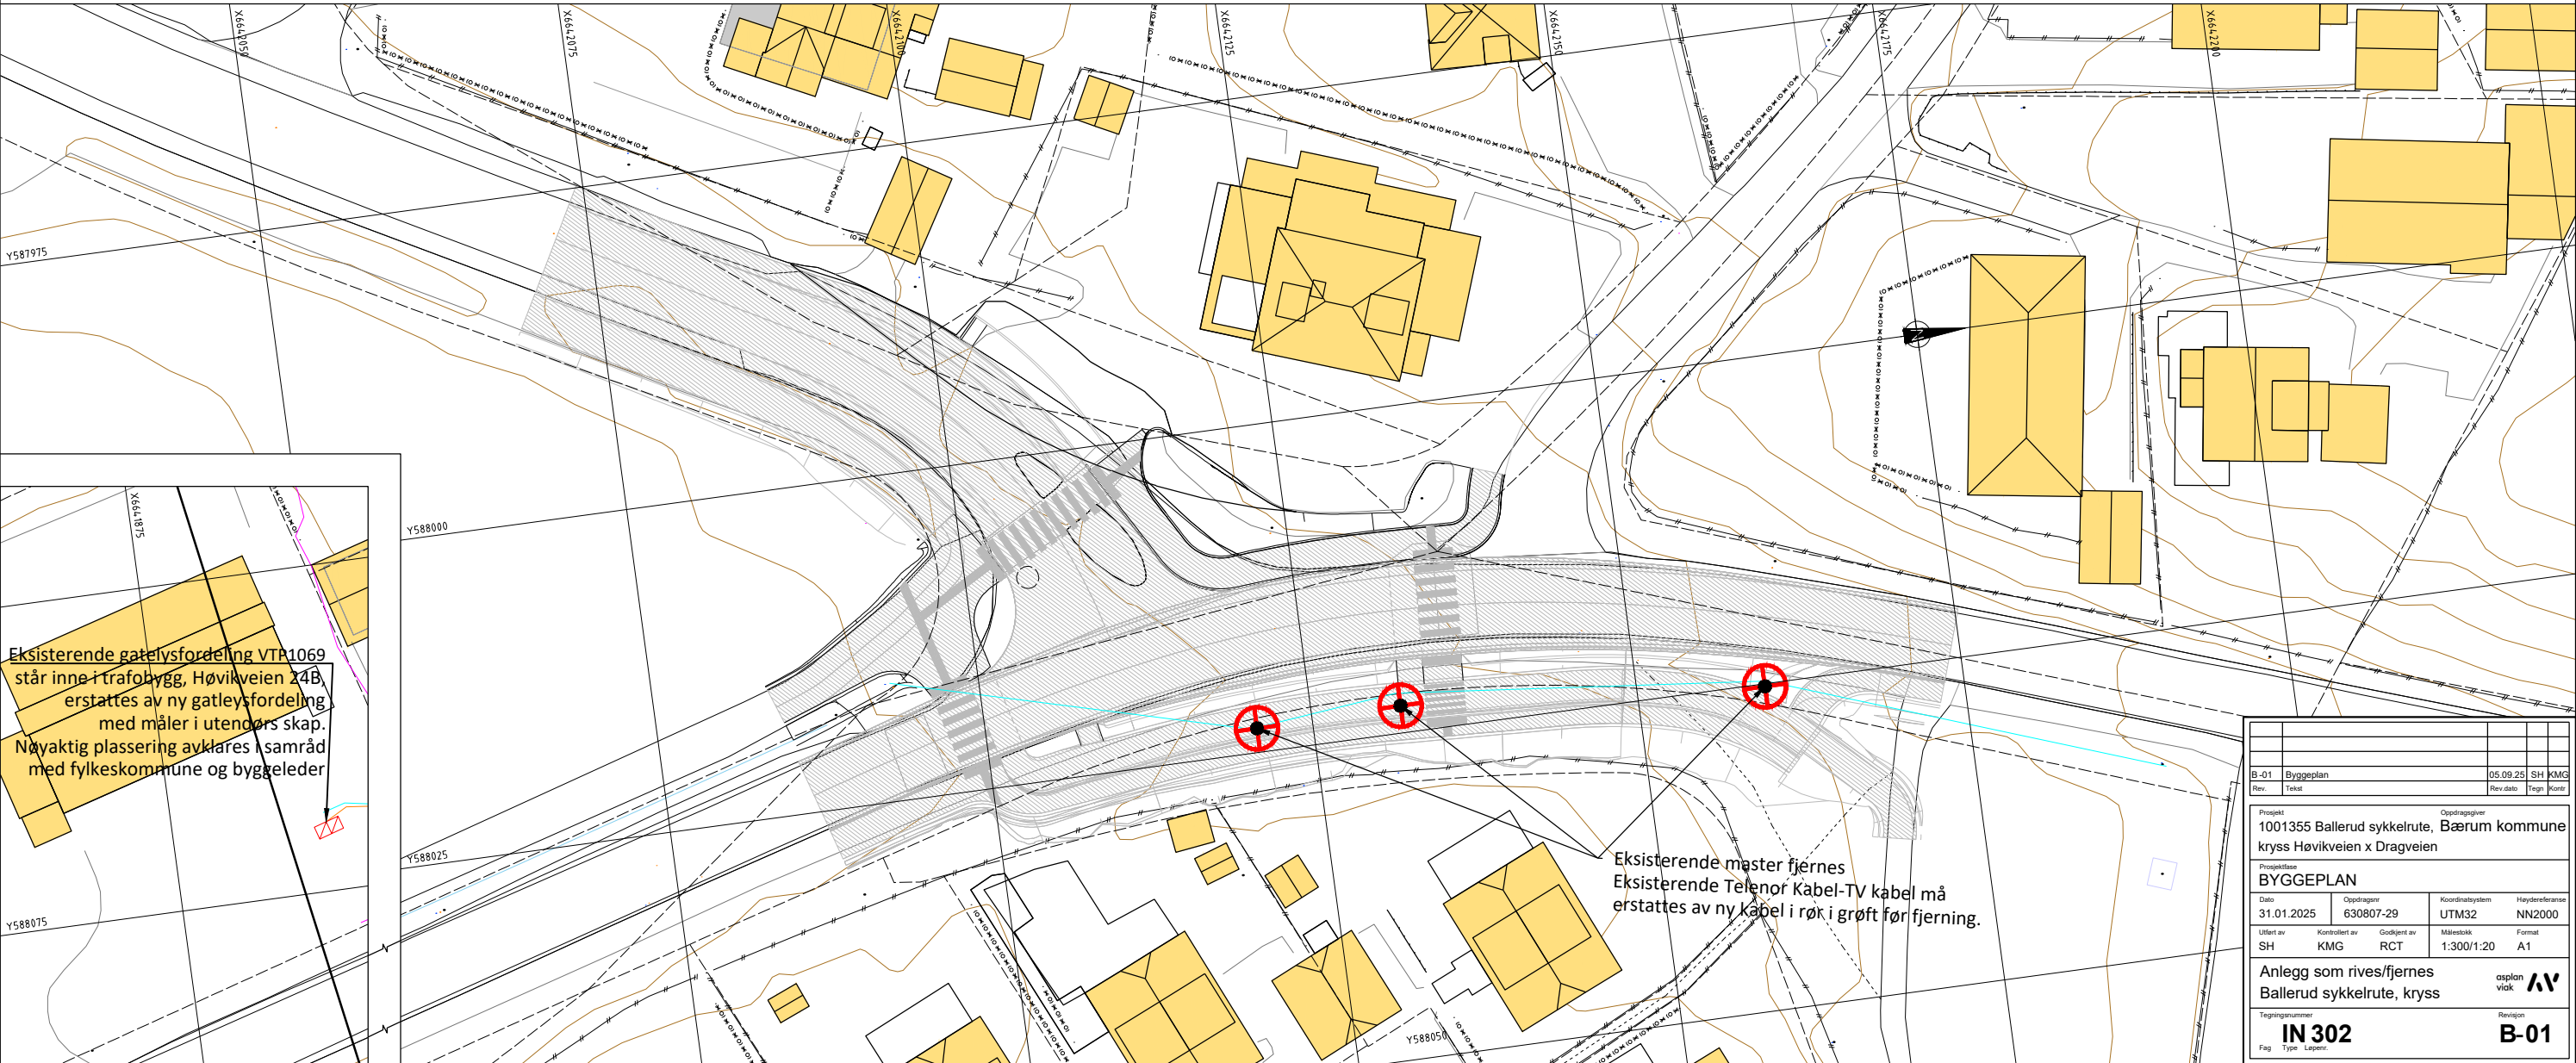 X6642050
X6642075
X6642100
X6642125
X6642150
X6642175
X6642200
Y587975
Y588000
X6641875
Eksisterende gatelysfordeling VTP1069
står inne i trafobygg, Høvikveien 24B,
erstattes av ny gatleysfordeling
med måler i utendørs skap.
Nøyaktig plassering avklares i samråd
med fylkeskommune og byggeleder
Y588025
Y588075
Y588050
Eksisterende master fjernes
Eksisterende Telenor Kabel-TV kabel må
erstattes av ny kabel i rør i grøft før fjerning.
N
B-01 Byggeplan 05.09.25 SH KMG
Rev. Tekst Rev.dato Tegn Kontr
Prosjekt Oppdragsgiver
1001355 Ballerud sykkelrute, Bærum kommune
kryss Høvikveien x Dragveien
Prosjektfase
BYGGEPLAN
Dato Oppdragsnr Koordinatsystem Høydereferanse
31.01.2025 630807-29 UTM32 NN2000
Utført av Kontrollert av Godkjent av Målestokk Format
SH KMG RCT 1:300/1:20 A1
Anlegg som rives/fjernes
Ballerud sykkelrute, kryss
asplan
viak
Tegningsnummer Revisjon
IN 302 B-01
Fag Type Løpenr.